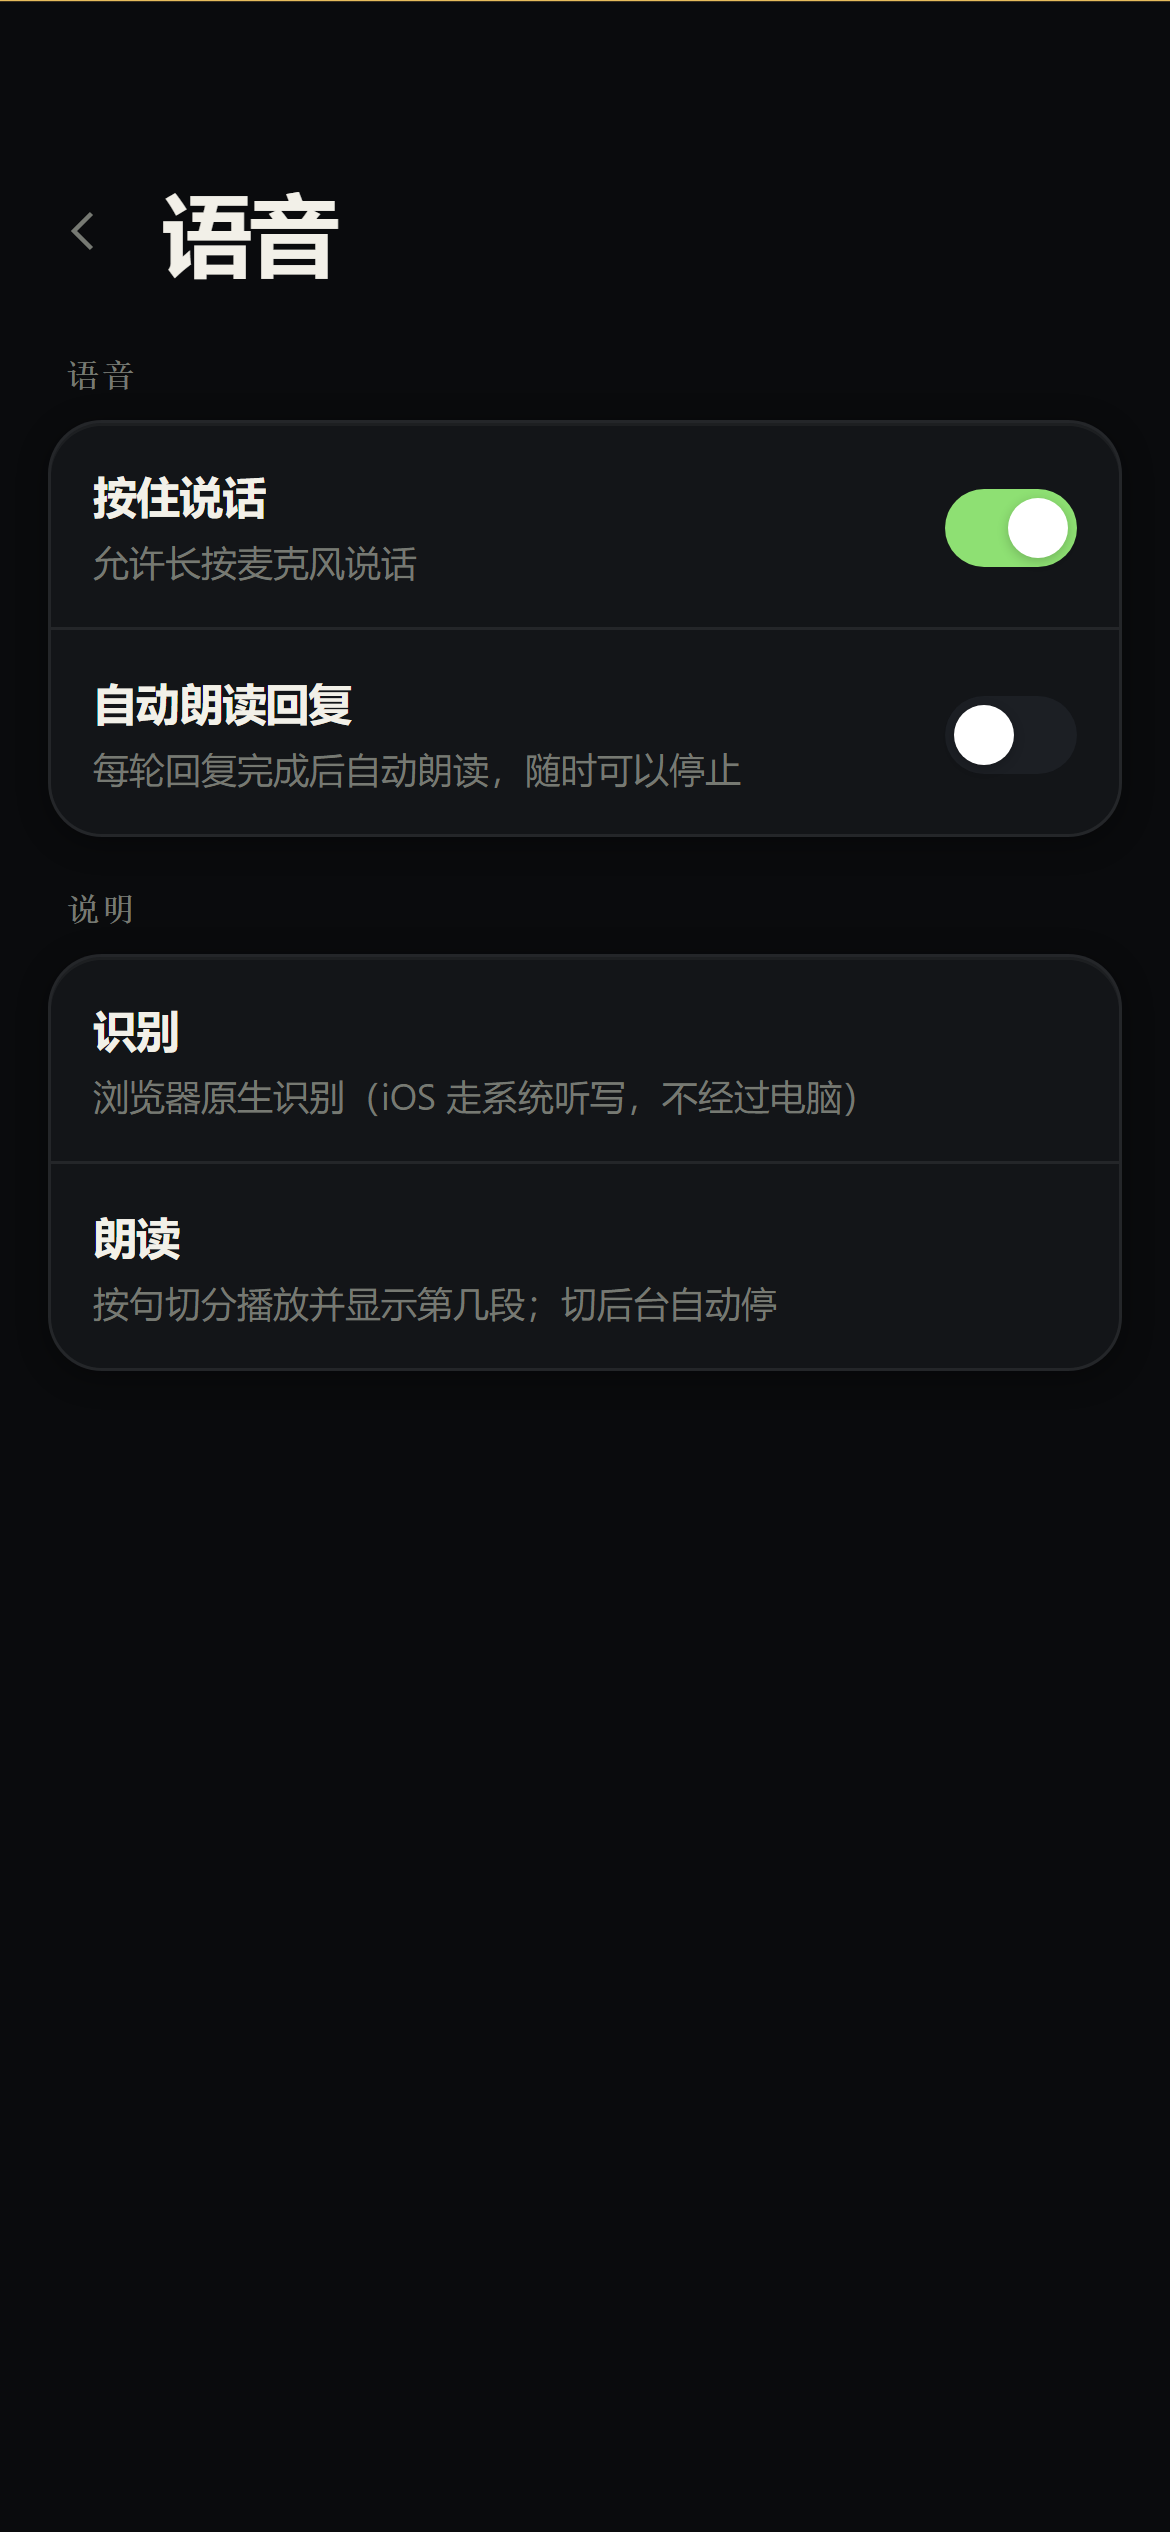 语音
语音
按住说话
允许长按麦克风说话
自动朗读回复
每轮回复完成后自动朗读，随时可以停止
说明
识别
浏览器原生识别（iOS 走系统听写，不经过电脑）
朗读
按句切分播放并显示第几段；切后台自动停